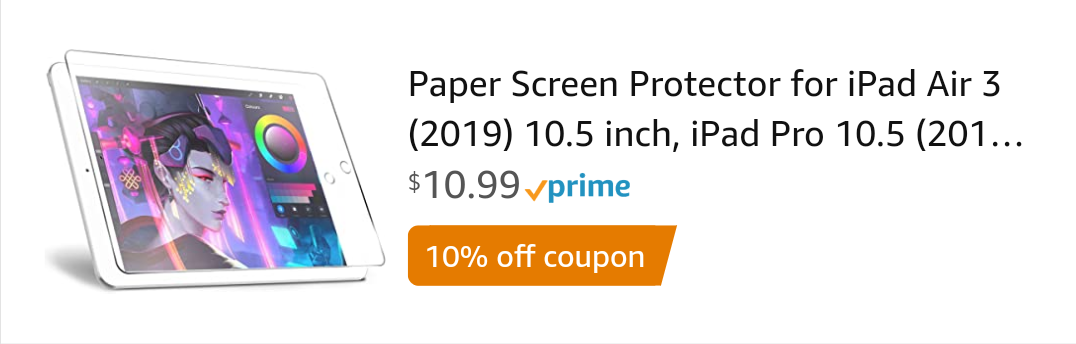 Paper Screen Protector for iPad Air 3
(2019) 10.5 inch, iPad Pro 10.5 (201…
$10.99 prime
10% off coupon